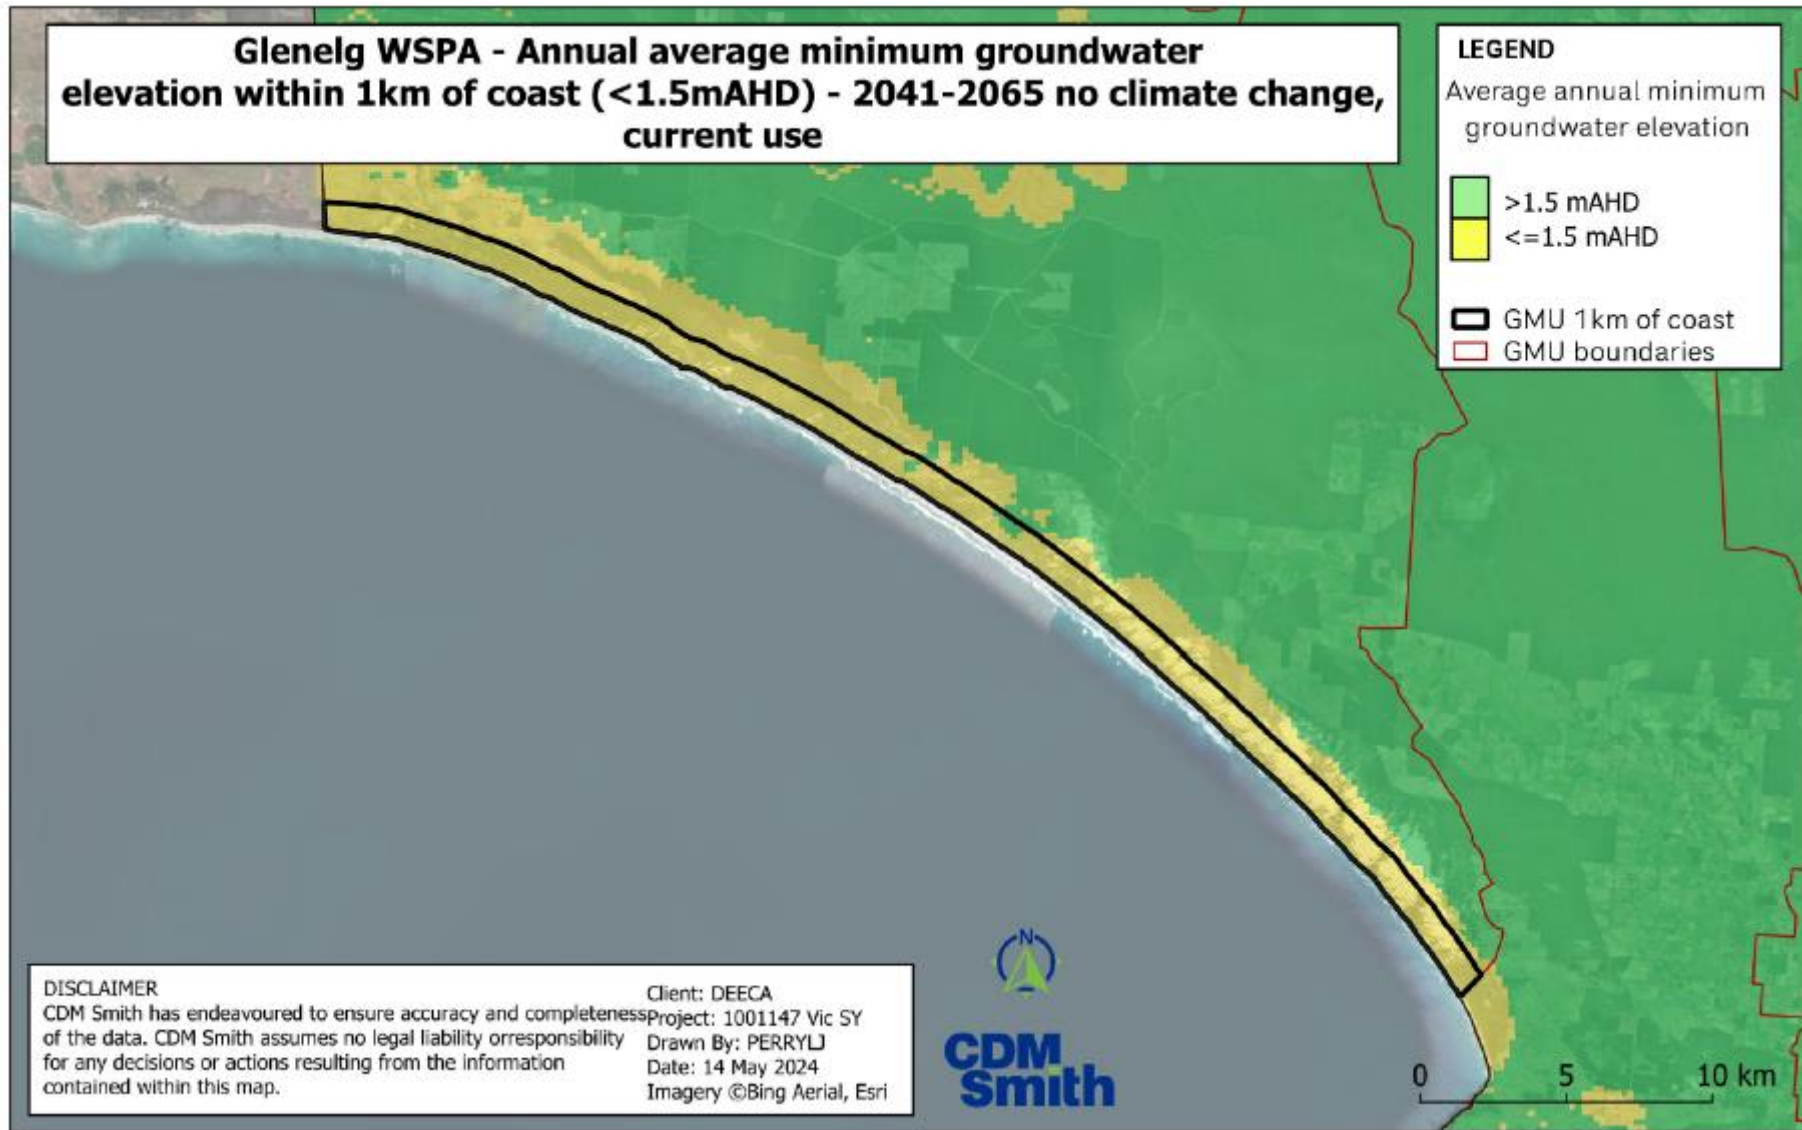 Glenelg WSPA - Annual average minimum groundwater
elevation within 1km of coast (<1.5mAHD) - 2041-2065 no climate change,
current use
LEGEND
Average annual minimum
groundwater elevation
>1.5 mAHD
<=1.5 mAHD
GMU 1km of coast
GMU boundaries
DISCLAIMER
CDM Smith has endeavoured to ensure accuracy and completeness
of the data. CDM Smith assumes no legal liability orresponsibility
for any decisions or actions resulting from the information
contained within this map.
Client: DEECA
Project: 1001147 Vic SY
Drawn By: PERRYLJ
Date: 14 May 2024
Imagery ©Bing Aerial, Esri
N
CDM
Smith
0 5 10 km